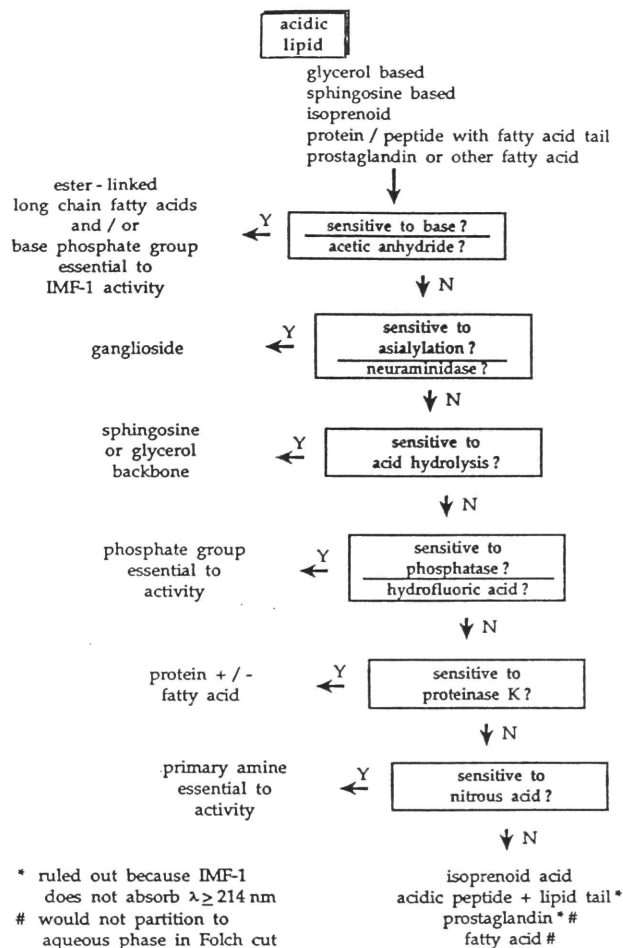 acidic
lipid
glycerol based
sphingosine based
isoprenoid
protein / peptide with fatty acid tail
prostaglandin or other fatty acid
ester - linked
long chain fatty acids
and / or
base phosphate group
essential to
IMF-1 activity
Y
sensitive to base ?
acetic anhydride ?
N
ganglioside
Y
sensitive to
asialylation ?
neuraminidase ?
N
sphingosine
or glycerol
backbone
Y
sensitive to
acid hydrolysis ?
N
phosphate group
essential to
activity
Y
sensitive to
phosphatase ?
hydrofluoric acid ?
N
protein + / -
fatty acid
Y
sensitive to
proteinase K ?
N
primary amine
essential to
activity
Y
sensitive to
nitrous acid ?
N
* ruled out because IMF-1
does not absorb λ ≥ 214 nm
# would not partition to
aqueous phase in Folch cut
isoprenoid acid
acidic peptide + lipid tail *
prostaglandin * #
fatty acid #